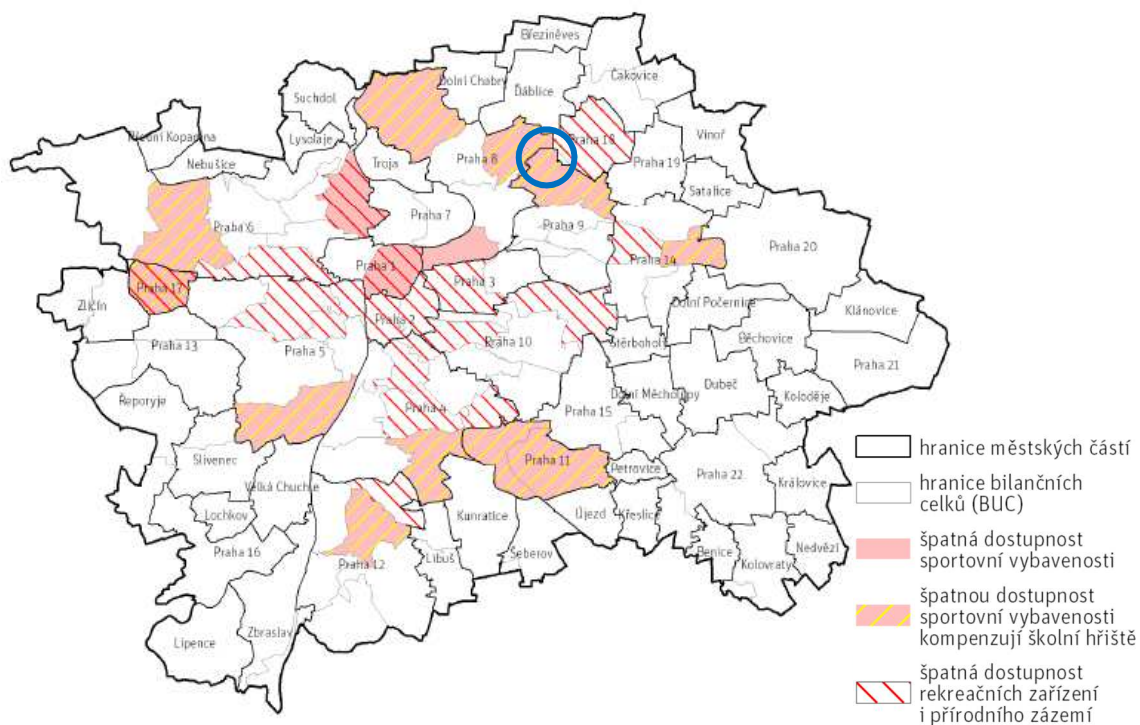 Březiněves
Dolní Chabry
Ďáblice
Čakovice
Suchdol
Přední Kopanina
Lysolaje
Nebušice
Troja
Praha 8
Praha 18
Vinoř
Praha 19
Satalice
Praha 6
Praha 7
Praha 9
Praha 20
Praha 1
Praha 14
Praha 17
Praha 3
Zličín
Dolní Počernice
Klánovice
Praha 2
Praha 13
Praha 5
Praha 10
Štěrboholy
Běchovice
Praha 21
Řeporyje
Praha 4
Praha 15
Dolní Měcholupy
Dubeč
Koloděje
Slivenec
Praha 11
Petrovice
Praha 22
Královice
Velká Chuchle
Lochkov
Kunratice
Újezd
Křeslice
Praha 16
Praha 12
Libuš
Šeberov
Benice
Kolovraty
Nedvězí
Lipence
Zbraslav
hranice městských částí
hranice bilančních
celků (BUC)
špatná dostupnost
sportovní vybavenosti
špatnou dostupnost
sportovní vybavenosti
kompenzují školní hřiště
špatná dostupnost
rekreačních zařízení
i přírodního zázemí